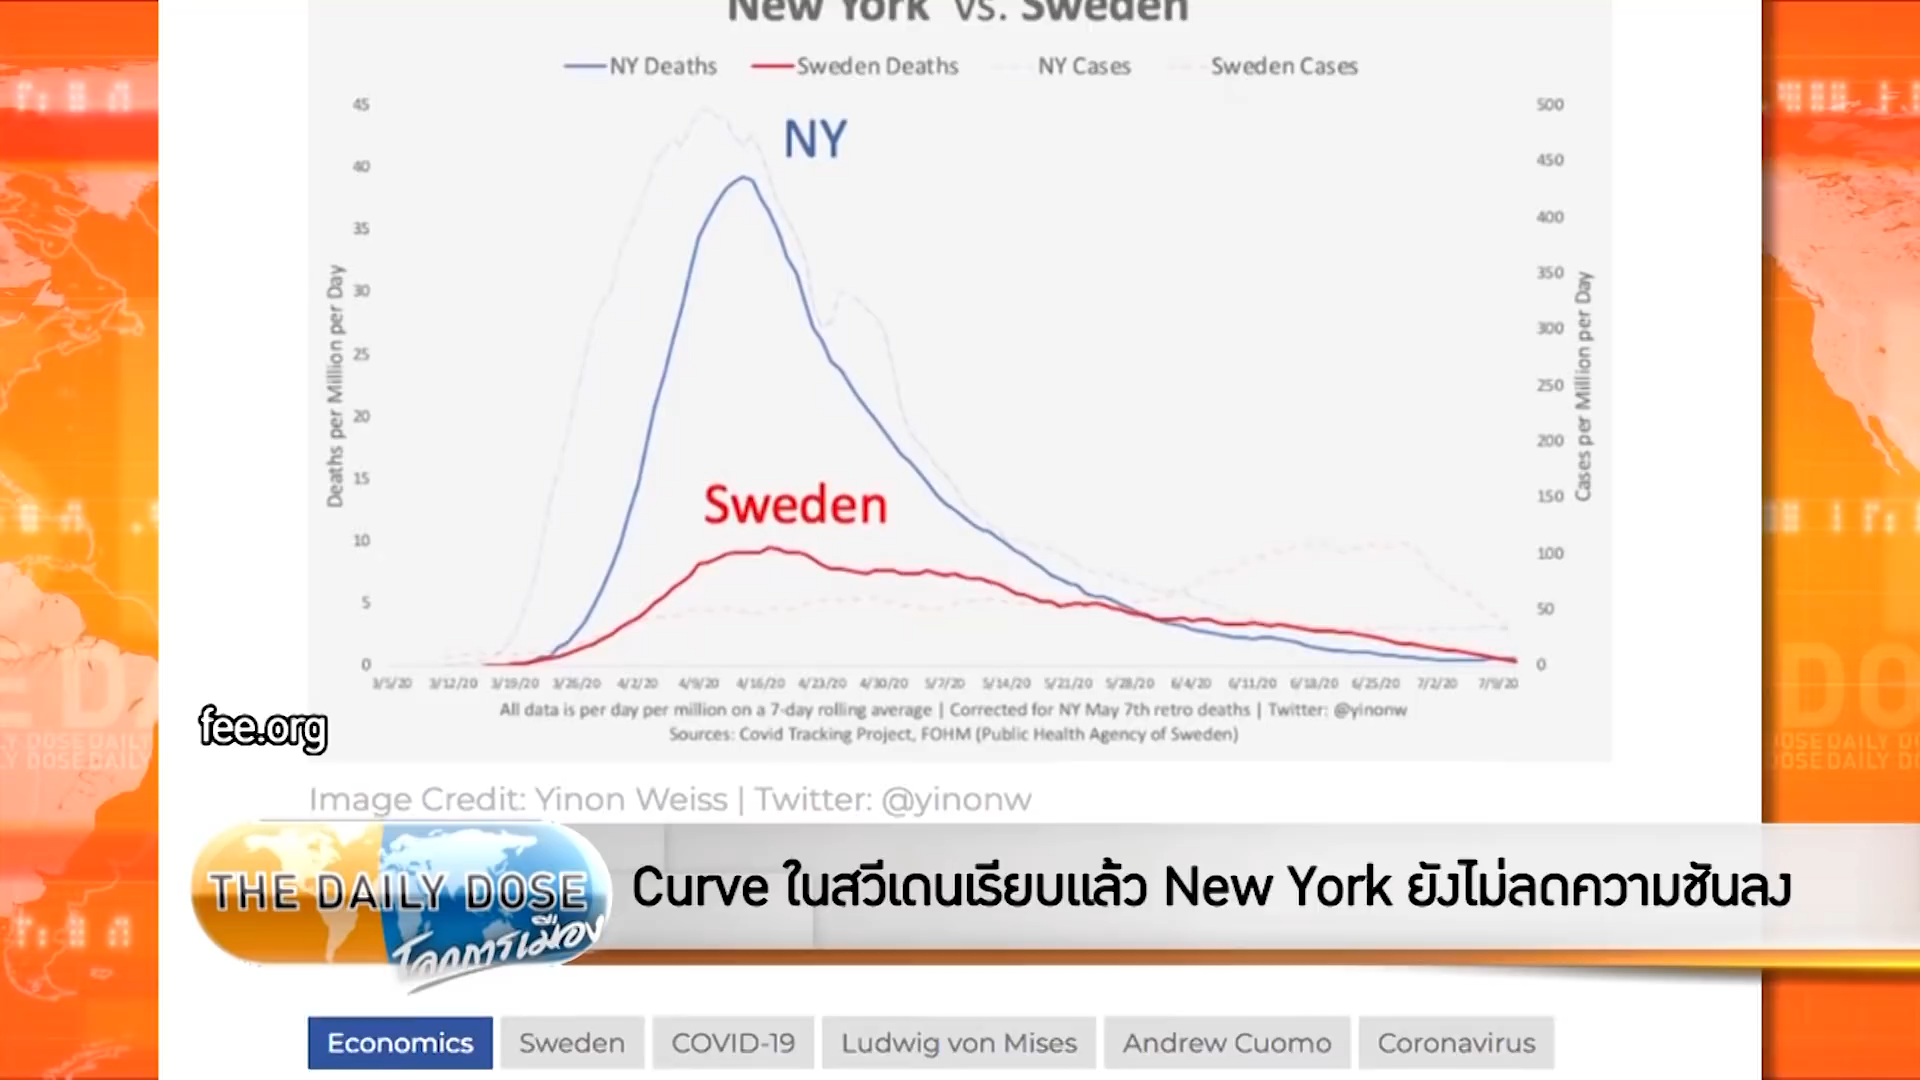 New York vs. Sweden
NY Deaths Sweden Deaths NY Cases Sweden Cases
45
40
35
30
25
20
15
10
5
0
Deaths per Million per Day
NY
Sweden
500
450
400
350
300
250
200
150
100
50
0
Cases per Million per Day
3/5/20 3/12/20 3/19/20 3/26/20 4/2/20 4/9/20 4/16/20 4/23/20 4/30/20 5/7/20 5/14/20 5/21/20 5/28/20 6/4/20 6/11/20 6/18/20 6/25/20 7/2/20 7/9/20
All data is per day per million on a 7-day rolling average | Corrected for NY May 7th retro deaths | Twitter: @yinonw
Sources: Covid Tracking Project, FOHM (Public Health Agency of Sweden)
fee.org
Image Credit: Yinon Weiss | Twitter: @yinonw
THE DAILY DOSE
โลกการเมือง
Curve ในสวีเดนเรียบแล้ว New York ยังไม่ลดความชันลง
Economics Sweden COVID-19 Ludwig von Mises Andrew Cuomo Coronavirus